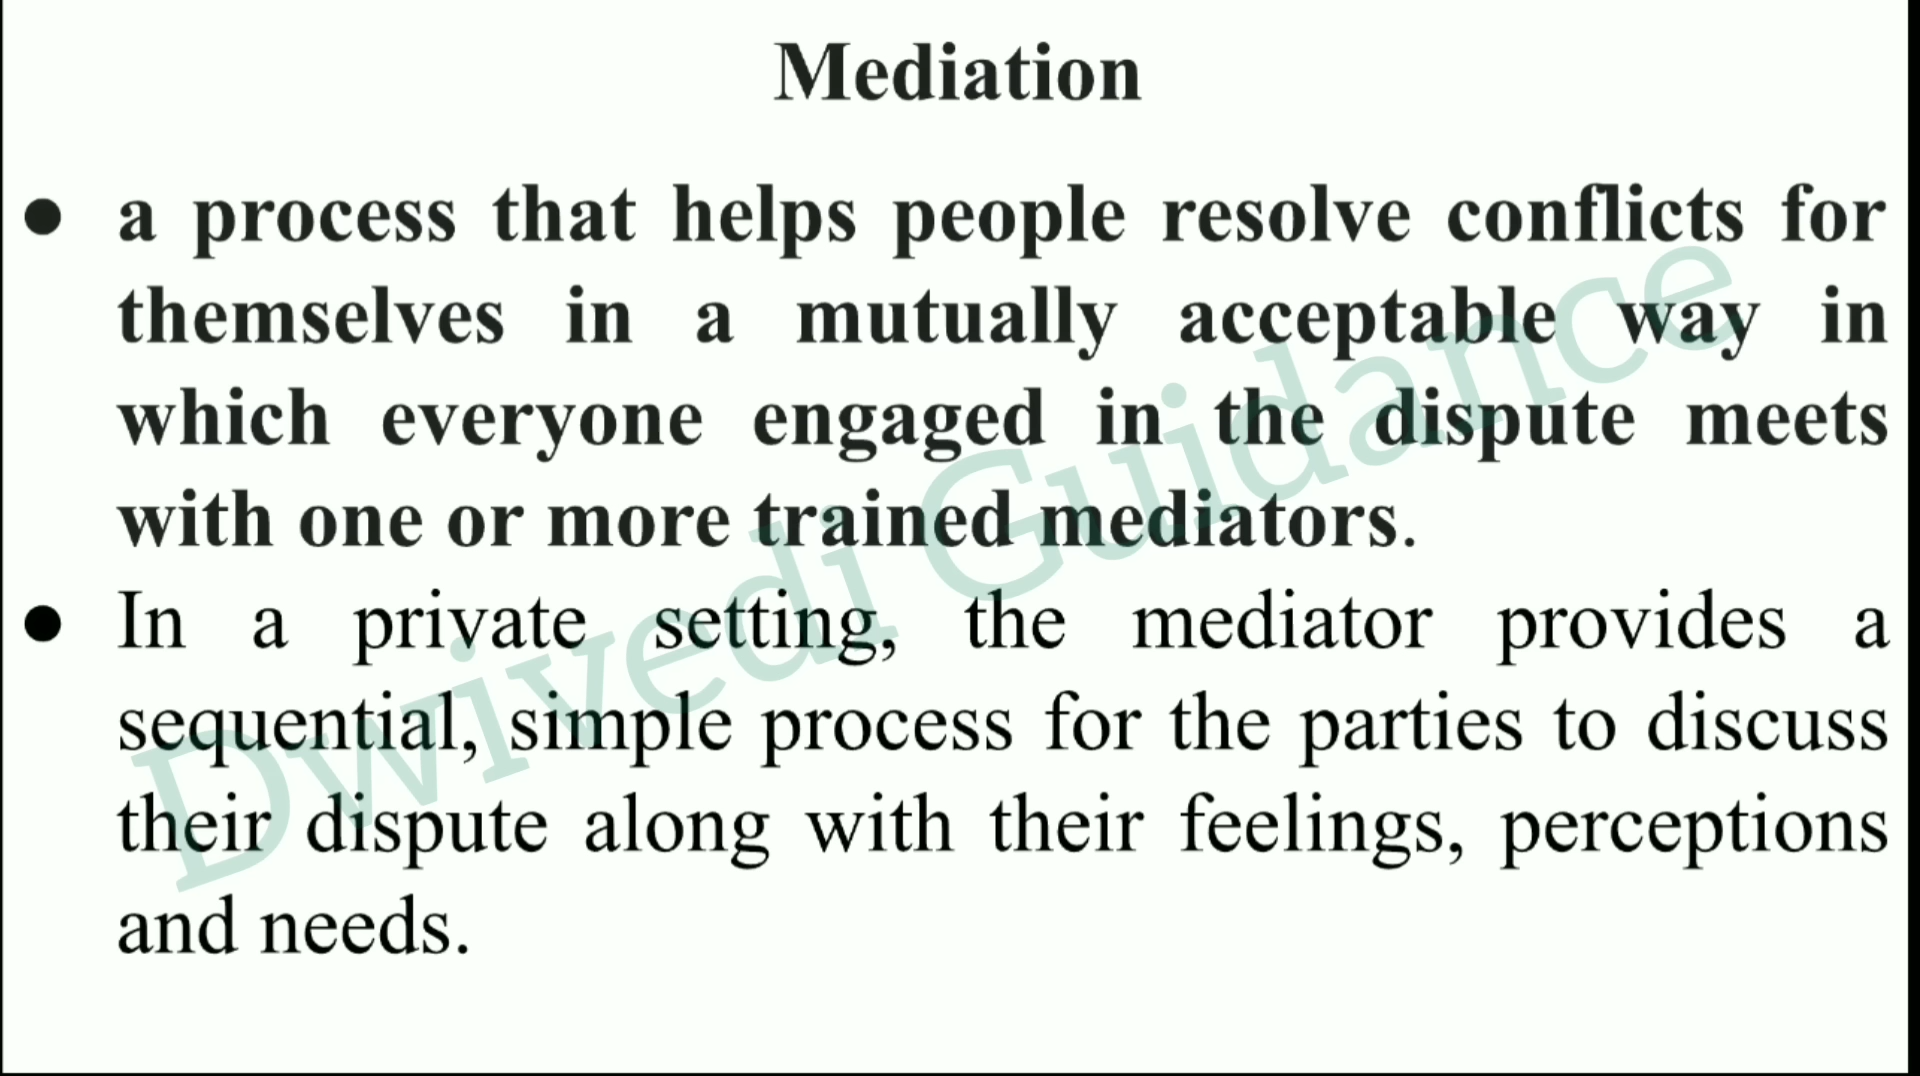 Mediation
● a process that helps people resolve conflicts for
themselves in a mutually acceptable way in
which everyone engaged in the dispute meets
with one or more trained mediators.
● In a private setting, the mediator provides a
sequential, simple process for the parties to discuss
their dispute along with their feelings, perceptions
and needs.
Dwivedi Guidance